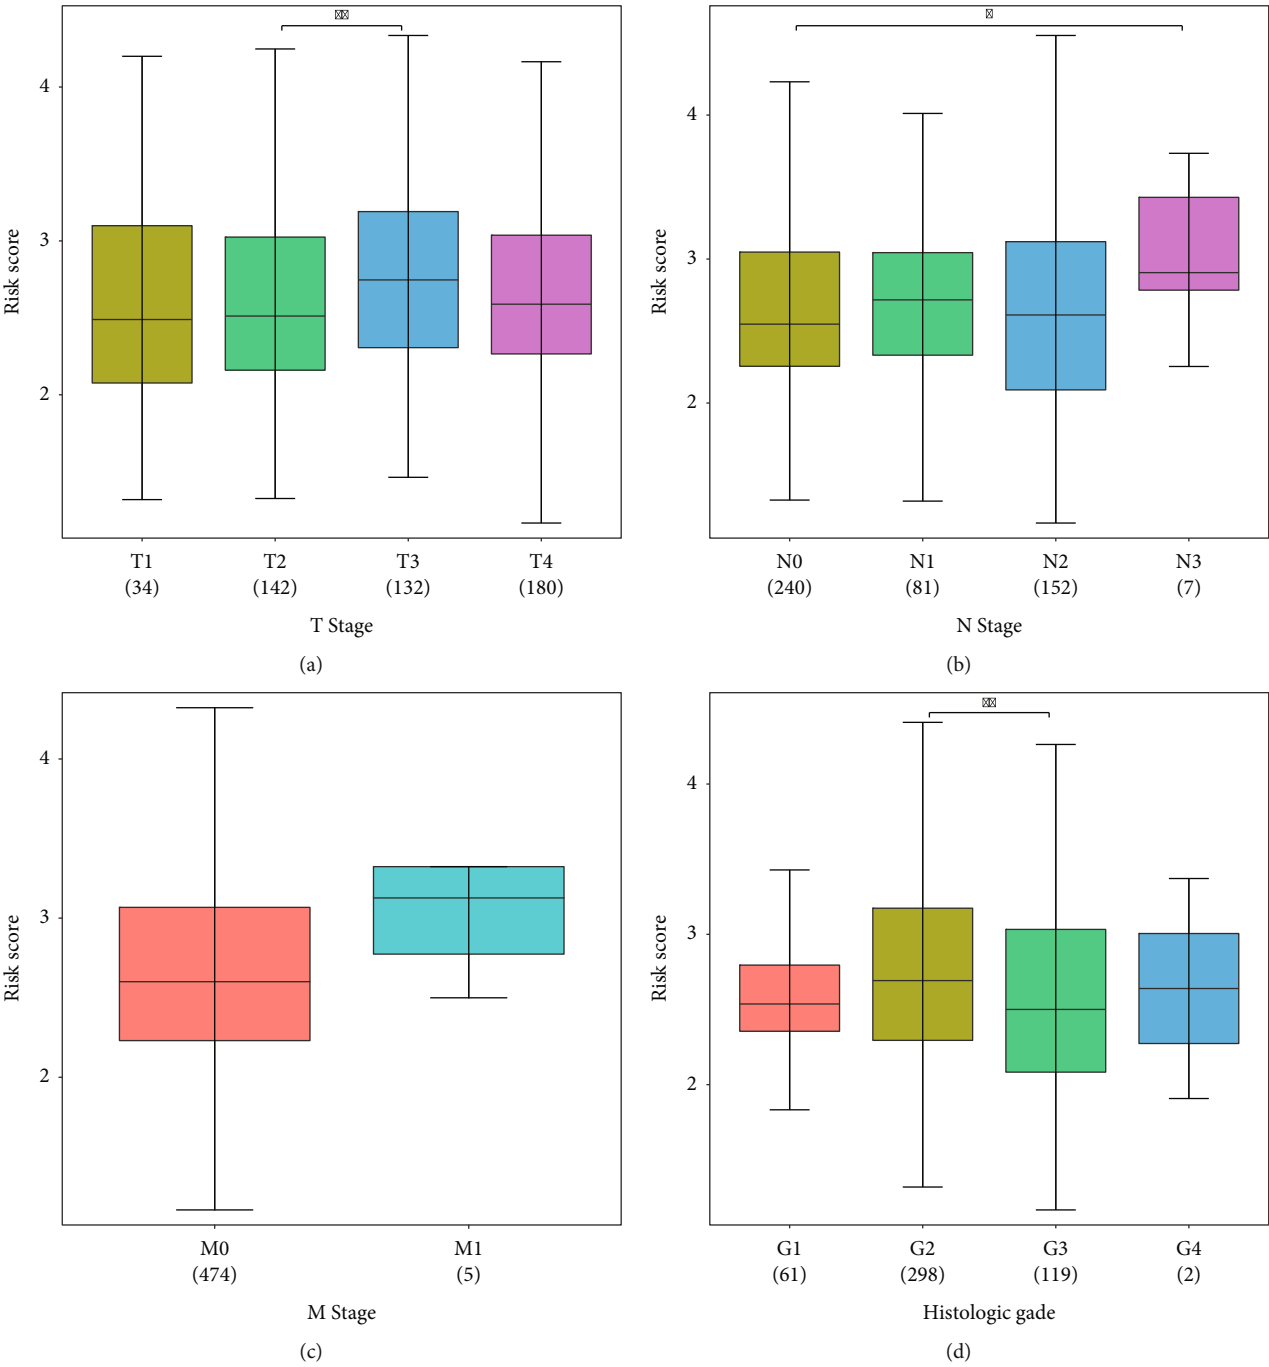 Risk score
4
3
2
T1
(34)
T2
(142)
T3
(132)
T4
(180)
T Stage
(a)
Risk score
4
3
2
N0
(240)
N1
(81)
N2
(152)
N3
(7)
N Stage
(b)
Risk score
4
3
2
M0
(474)
M1
(5)
M Stage
(c)
Risk score
4
3
2
G1
(61)
G2
(298)
G3
(119)
G4
(2)
Histologic gade
(d)